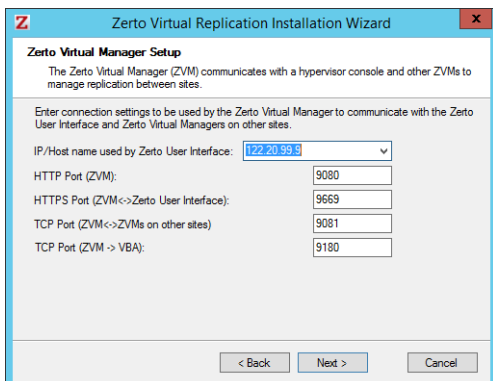 Z Zerto Virtual Replication Installation Wizard x
Zerto Virtual Manager Setup
The Zerto Virtual Manager (ZVM) communicates with a hypervisor console and other ZVMs to
manage replication between sites.
Enter connection settings to be used by the Zerto Virtual Manager to communicate with the Zerto
User Interface and Zerto Virtual Managers on other sites.
IP/Host name used by Zerto User Interface: 122.20.99.9
HTTP Port (ZVM): 9080
HTTPS Port (ZVM<->Zerto User Interface): 9669
TCP Port (ZVM<->ZVMs on other sites) 9081
TCP Port (ZVM -> VBA): 9180
< Back Next > Cancel